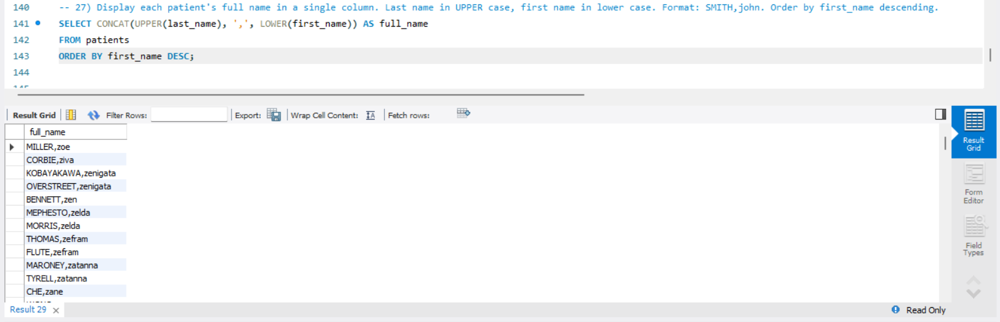 140 -- 27) Display each patient's full name in a single column. Last name in UPPER case, first name in lower case. Format: SMITH,john. Order by first_name descending.
141 SELECT CONCAT(UPPER(last_name), ',', LOWER(first_name)) AS full_name
142 FROM patients
143 ORDER BY first_name DESC;
144
Result Grid Filter Rows: Export: Wrap Cell Content: IA Fetch rows:
full_name
MILLER,zoe
CORBIE,ziva
KOBAYAKAWA,zenigata
OVERSTREET,zenigata
BENNETT,zen
MEPHESTO,zelda
MORRIS,zelda
THOMAS,zefram
FLUTE,zefram
MARONEY,zatanna
TYRELL,zatanna
CHE,zane
Result
Grid
Form
Editor
Field
Types
Result 29
Read Only